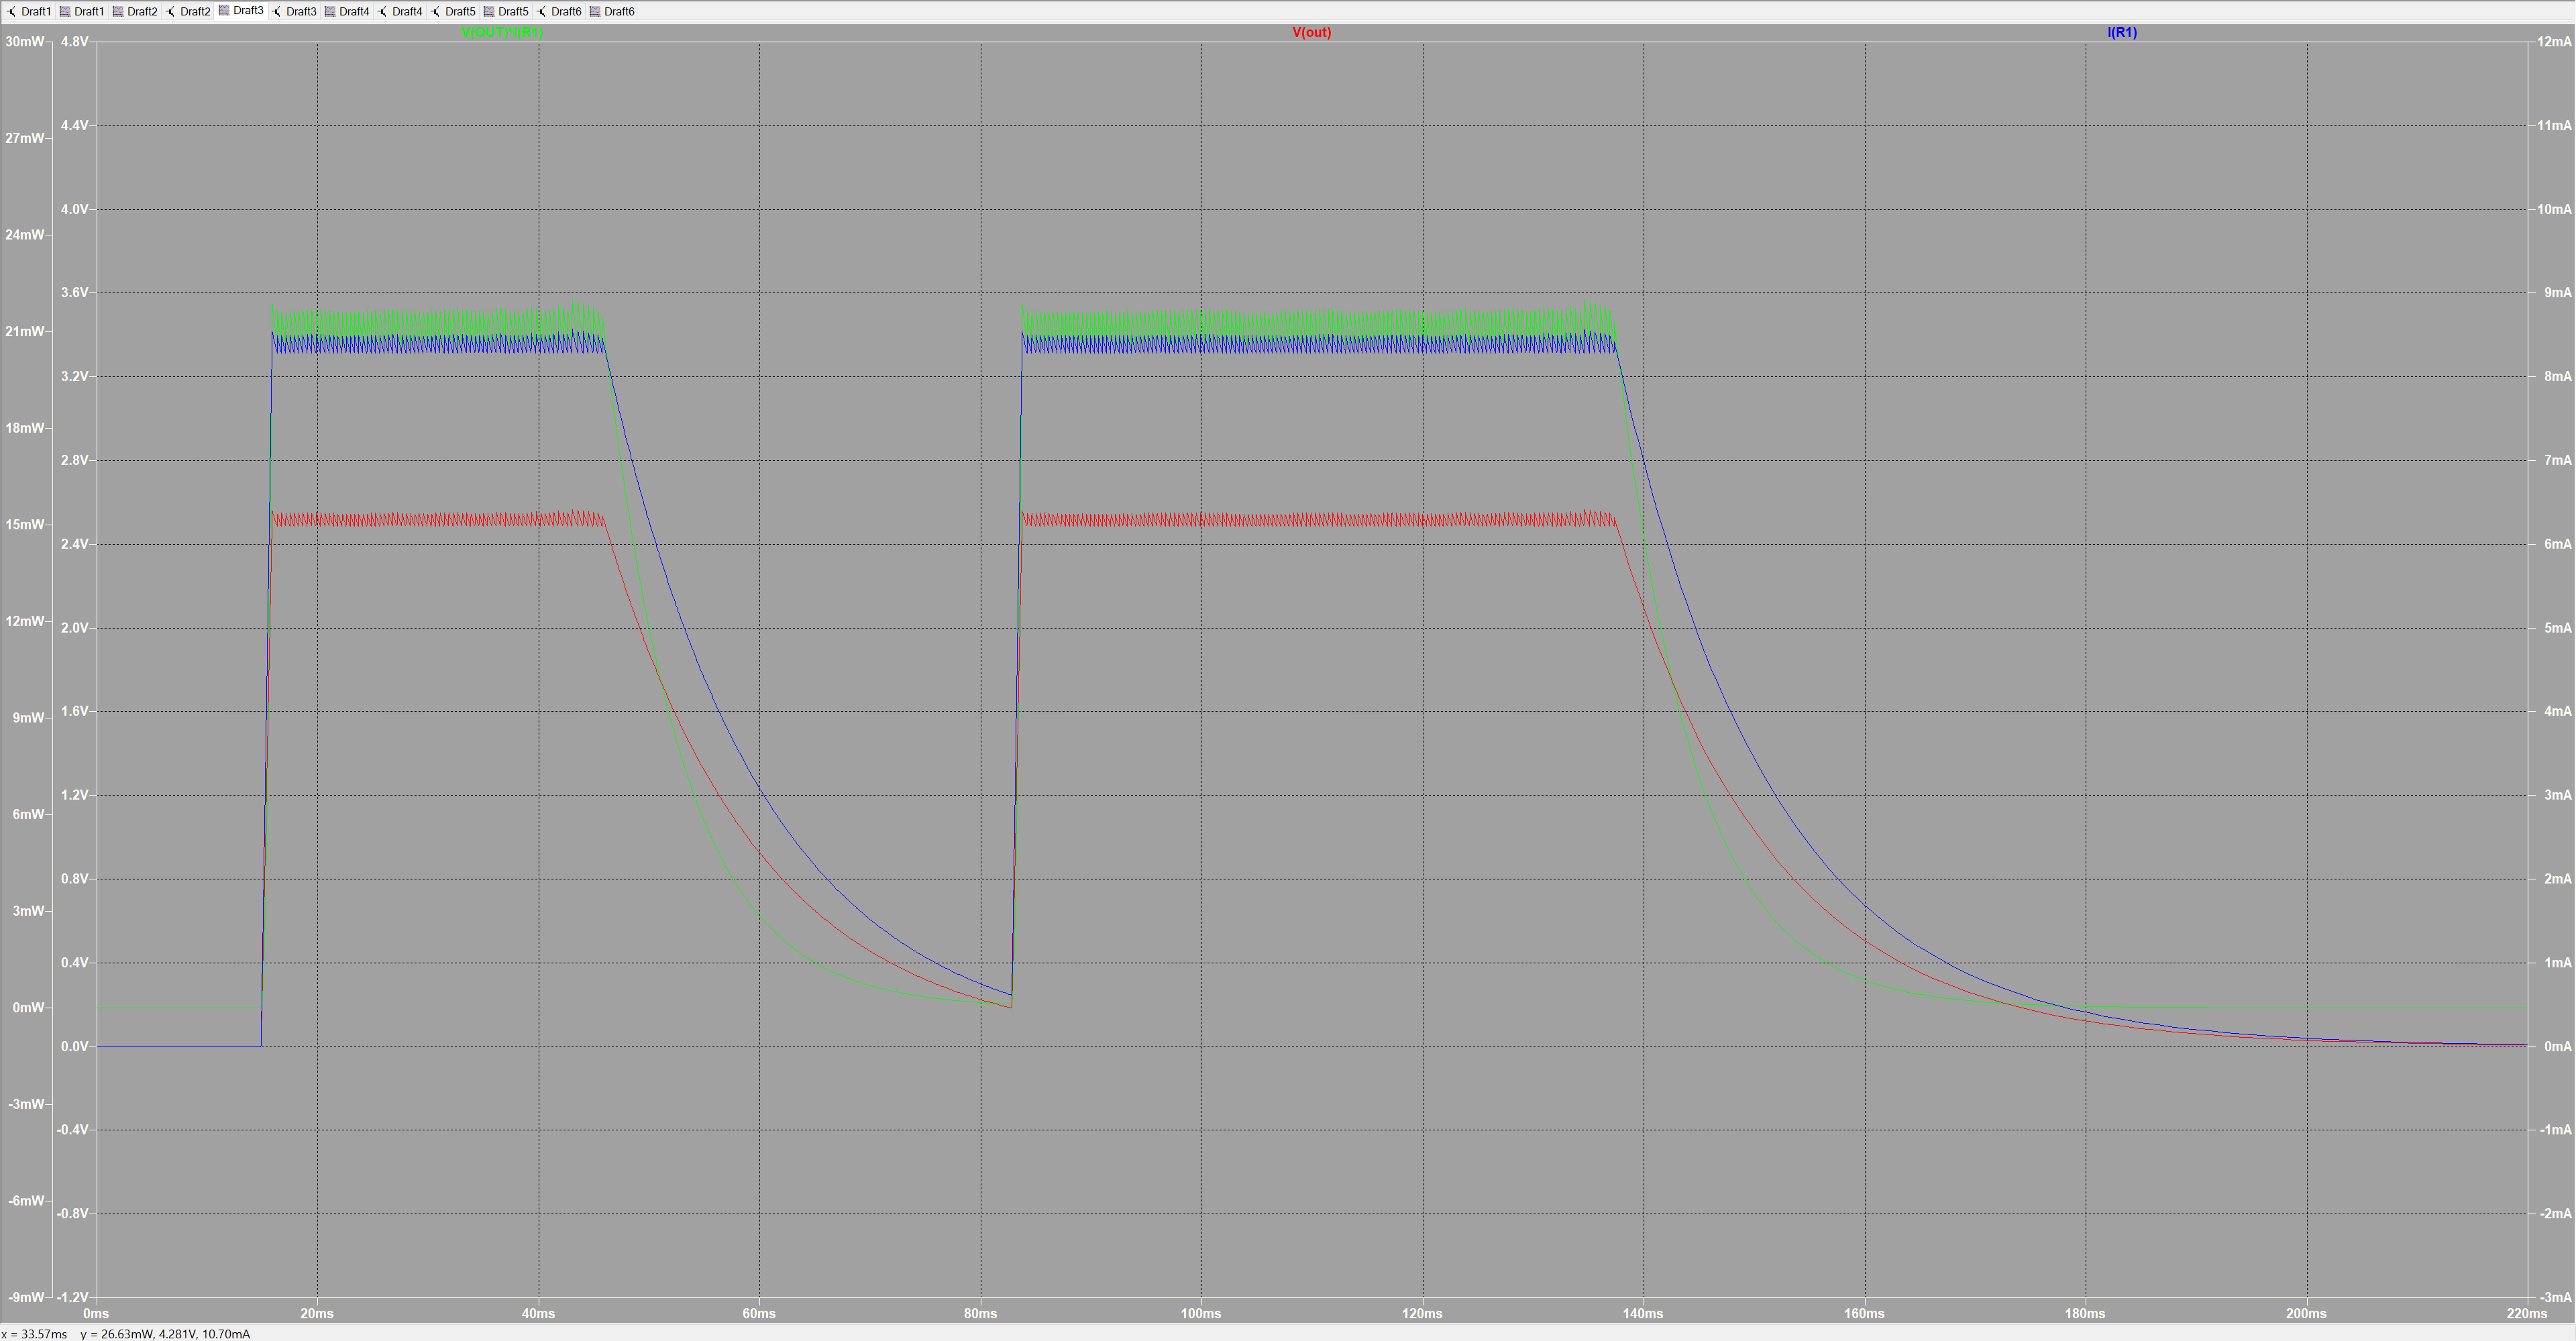 Draft1 Draft1 Draft2 Draft2 Draft3 Draft3 Draft4 Draft4 Draft5 Draft5 Draft6 Draft6
V(OUT)*I(R1) V(out) I(R1)
30mW 4.8V 12mA
4.4V 11mA
27mW
4.0V 10mA
24mW
3.6V 9mA
21mW
3.2V 8mA
18mW
2.8V 7mA
15mW
2.4V 6mA
12mW
2.0V 5mA
9mW
1.6V 4mA
6mW
1.2V 3mA
3mW
0.8V 2mA
0.4V 1mA
0mW
0.0V 0mA
-3mW
-0.4V -1mA
-6mW
-0.8V -2mA
-9mW -1.2V -3mA
0ms 20ms 40ms 60ms 80ms 100ms 120ms 140ms 160ms 180ms 200ms 220ms
x = 33.57ms y = 26.63mW, 4.281V, 10.70mA